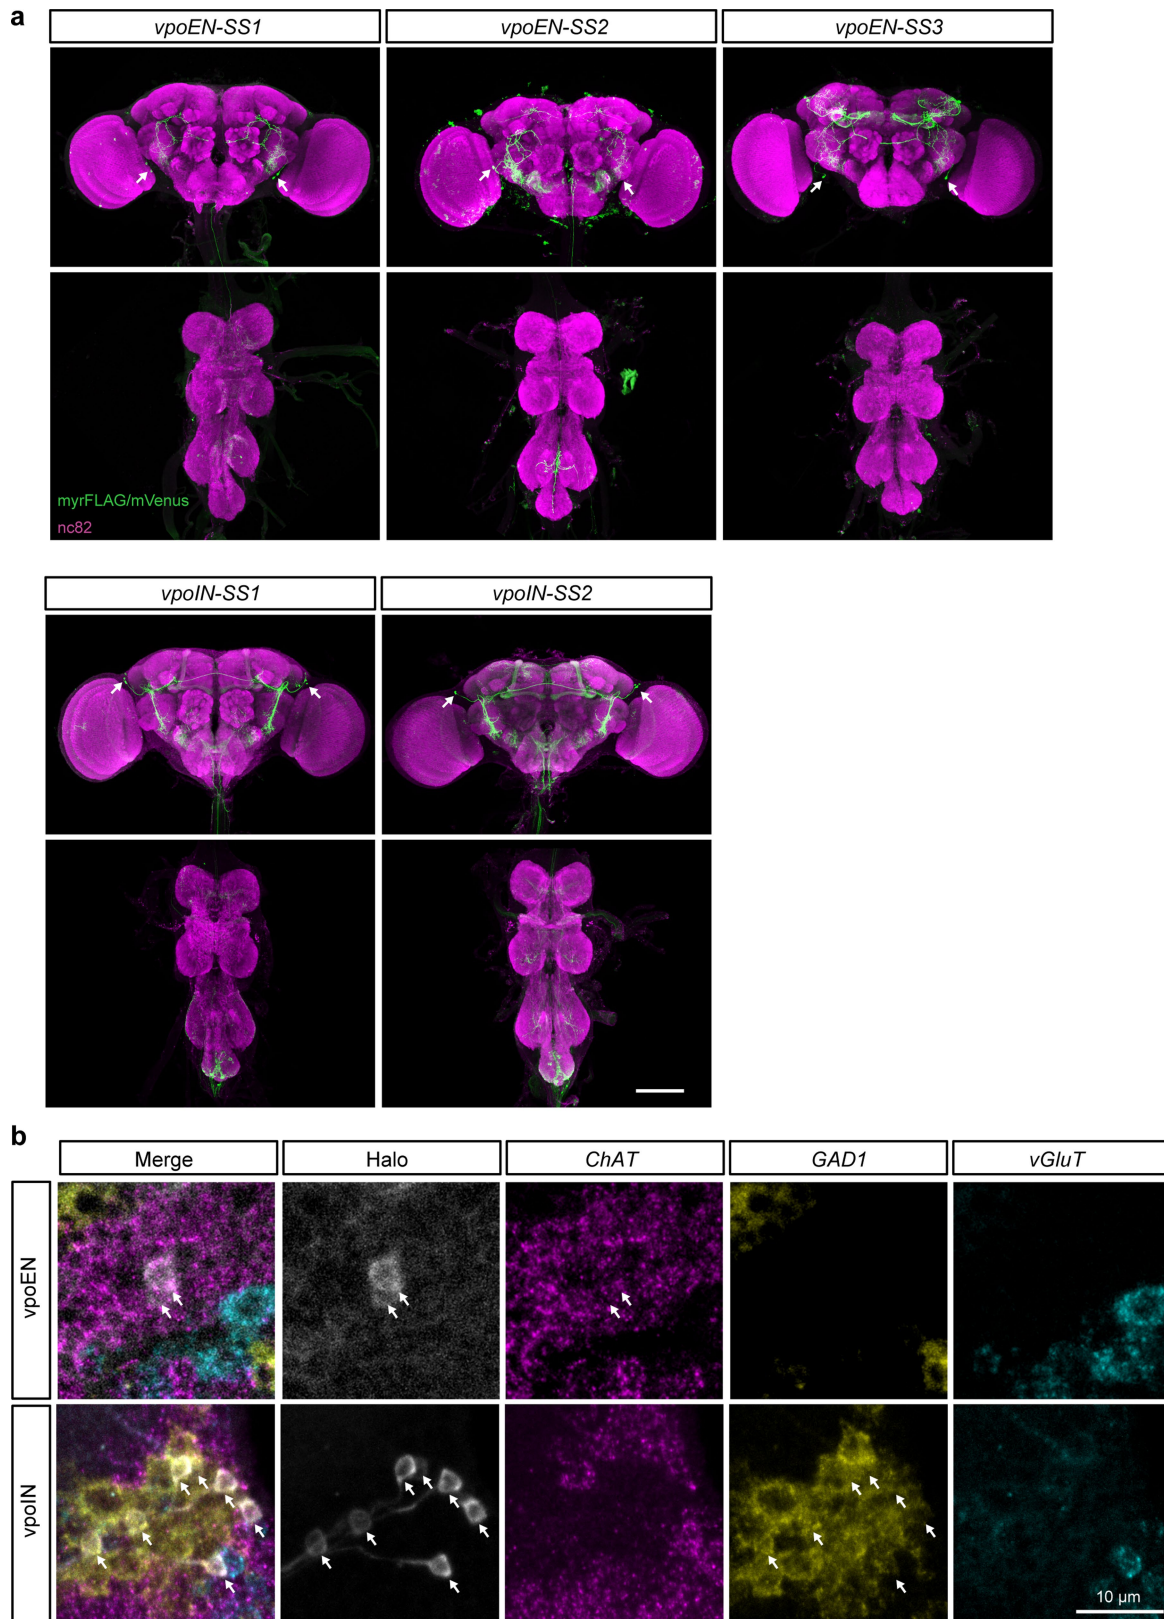 a
vpoEN-SS1
vpoEN-SS2
vpoEN-SS3
myrFLAG/mVenus
nc82
vpoIN-SS1
vpoIN-SS2
b
Merge
Halo
ChAT
GAD1
vGluT
vpoEN
vpoIN
10 µm